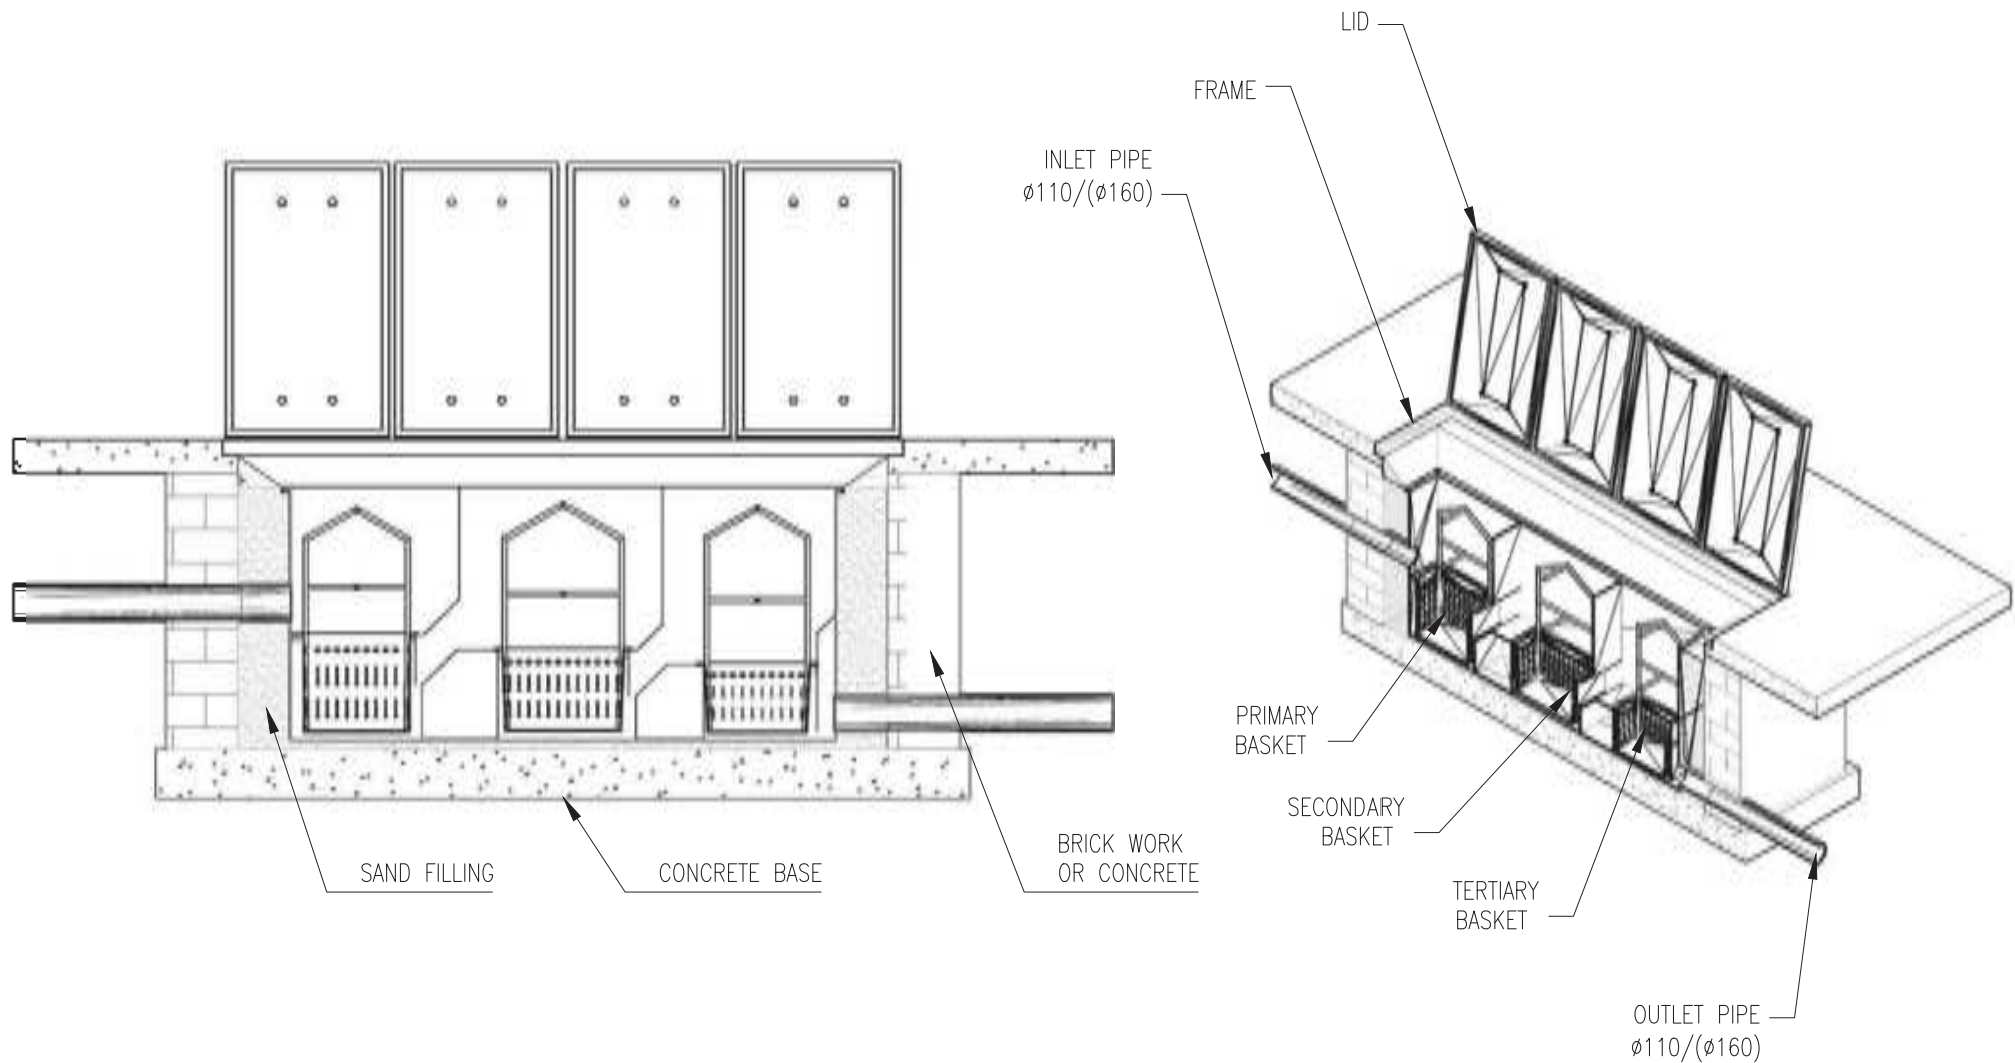 LID
FRAME
INLET PIPE
ø110/(ø160)
PRIMARY
BASKET
SECONDARY
BASKET
SAND FILLING
CONCRETE BASE
BRICK WORK
OR CONCRETE
TERTIARY
BASKET
OUTLET PIPE
ø110/(ø160)